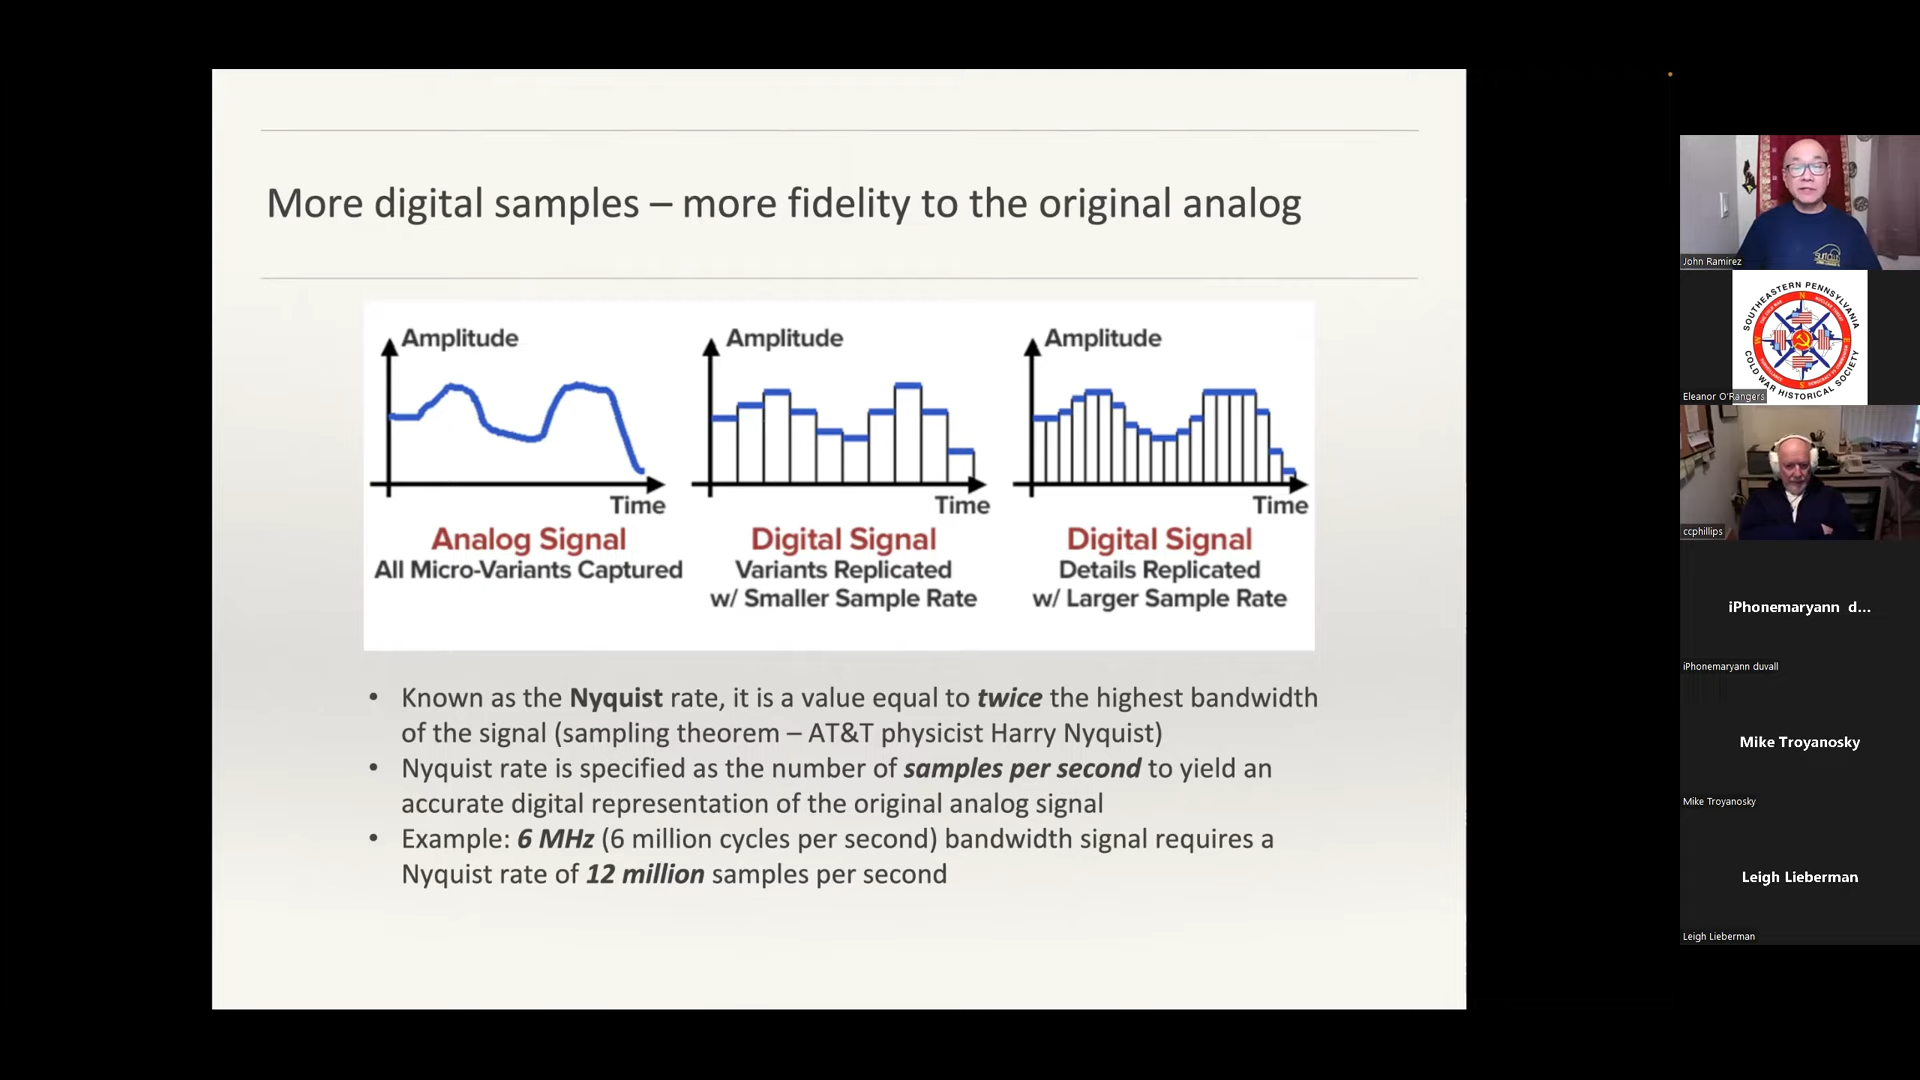 More digital samples – more fidelity to the original analog
Amplitude
Time
Analog Signal
All Micro-Variants Captured
Amplitude
Time
Digital Signal
Variants Replicated
w/ Smaller Sample Rate
Amplitude
Time
Digital Signal
Details Replicated
w/ Larger Sample Rate
• Known as the Nyquist rate, it is a value equal to twice the highest bandwidth
of the signal (sampling theorem – AT&T physicist Harry Nyquist)
• Nyquist rate is specified as the number of samples per second to yield an
accurate digital representation of the original analog signal
• Example: 6 MHz (6 million cycles per second) bandwidth signal requires a
Nyquist rate of 12 million samples per second
John Ramirez
SOUTHEASTERN PENNSYLVANIA
COLD WAR HISTORICAL SOCIETY
Eleanor O'Rangers
ccphillips
iPhonemaryann d...
iPhonemaryann duvall
Mike Troyanosky
Mike Troyanosky
Leigh Lieberman
Leigh Lieberman